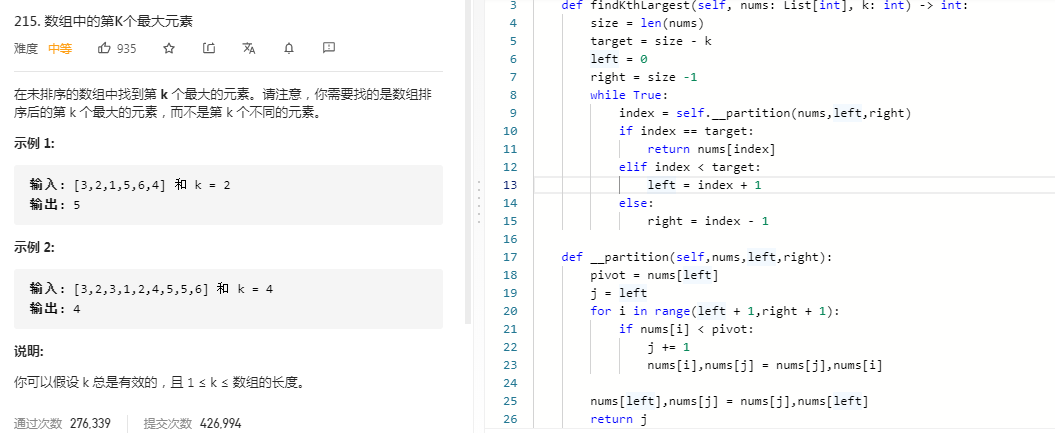 215. 数组中的第K个最大元素
难度 中等 935
在未排序的数组中找到第 k 个最大的元素。请注意，你需要找的是数组排
序后的第 k 个最大的元素，而不是第 k 个不同的元素。
示例 1:
输入: [3,2,1,5,6,4] 和 k = 2
输出: 5
示例 2:
输入: [3,2,3,1,2,4,5,5,6] 和 k = 4
输出: 4
说明:
你可以假设 k 总是有效的，且 1 ≤ k ≤ 数组的长度。
通过次数 276,339 提交次数 426,994
3 def findKthLargest(self, nums: List[int], k: int) -> int:
4 size = len(nums)
5 target = size - k
6 left = 0
7 right = size -1
8 while True:
9 index = self.__partition(nums,left,right)
10 if index == target:
11 return nums[index]
12 elif index < target:
13 left = index + 1
14 else:
15 right = index - 1
16
17 def __partition(self,nums,left,right):
18 pivot = nums[left]
19 j = left
20 for i in range(left + 1,right + 1):
21 if nums[i] < pivot:
22 j += 1
23 nums[i],nums[j] = nums[j],nums[i]
24
25 nums[left],nums[j] = nums[j],nums[left]
26 return j